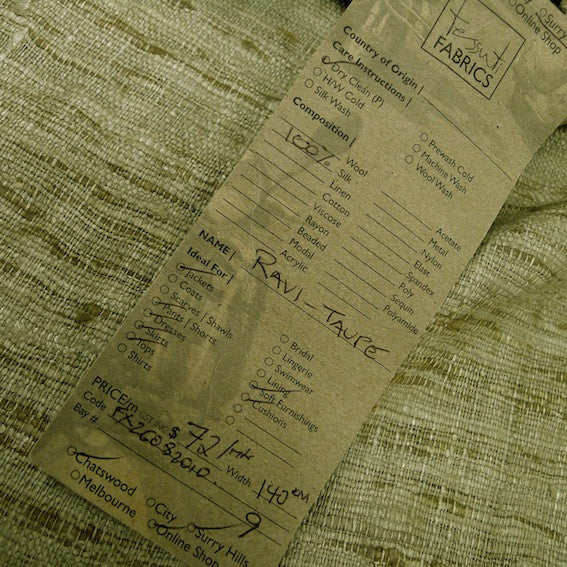 Surry
Online Shop
Tessuti
FABRICS
Country of Origin |
Care Instructions |
Dry Clean (P)
H/W Cold
Silk Wash
Prewash Cold
Machine Wash
Wool Wash
Composition |
Wool
100% Silk
Linen
Cotton
Viscose
Rayon
Beaded
Modal
Acrylic
Acetate
Metal
Nylon
Elast
Spandex
Poly
Sequin
Polyamide
NAME | RAVI - TAUPE
Ideal For |
Jackets
Coats
Scarves | Shawls
Pants | Shorts
Dresses
Skirts
Tops
Shirts
Bridal
Lingerie
Swimwear
Lining
Soft Furnishings
Cushions
PRICE/m (GST INC) $ 72/mtr
Code Width 140cm
Bay # 9
Chatswood
Melbourne
City
Surry Hills
Online Shop